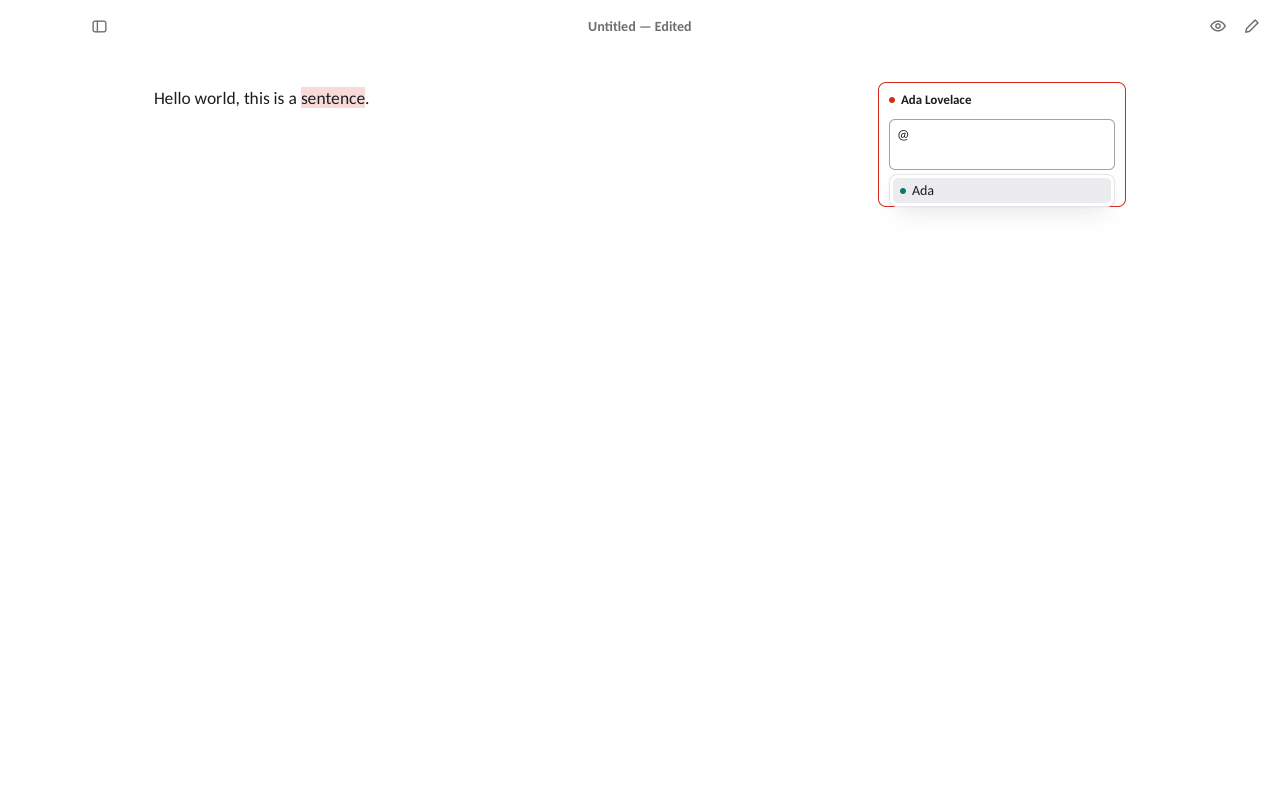 Untitled — Edited
Hello world, this is a sentence.
Ada Lovelace
@
Ada